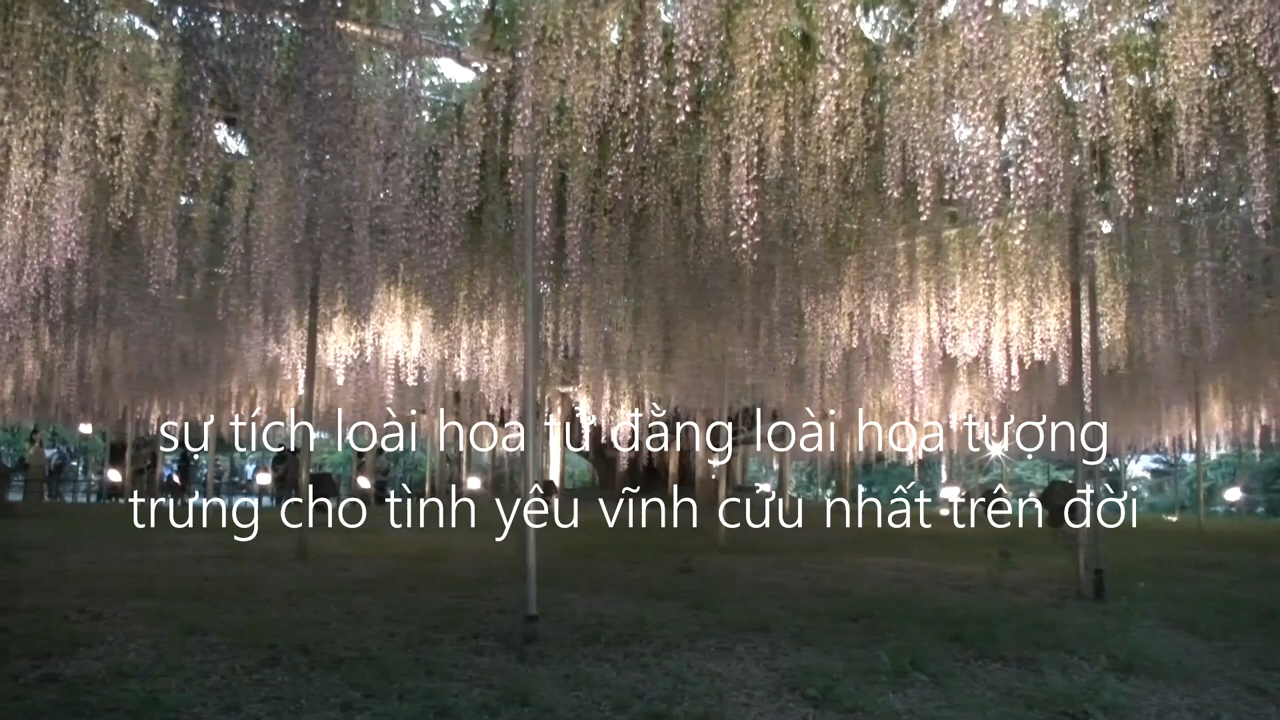 sự tích loài hoa tử đằng loài hoa tượng
trưng cho tình yêu vĩnh cửu nhất trên đời